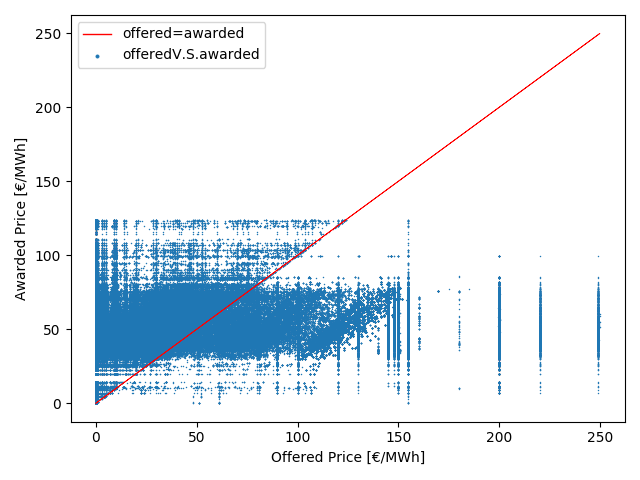 offered=awarded
offeredV.S.awarded
Awarded Price [€/MWh]
250
200
150
100
50
0
0 50 100 150 200 250
Offered Price [€/MWh]